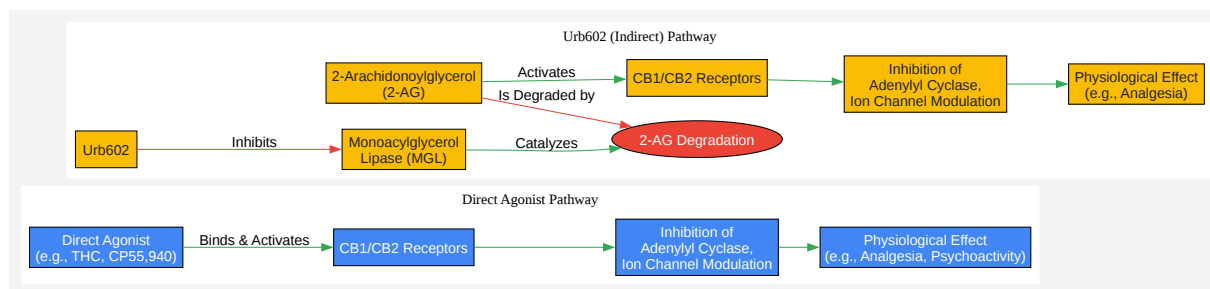 Urb602 (Indirect) Pathway
2-Arachidonoylglycerol
(2-AG)
Activates
CB1/CB2 Receptors
Inhibition of
Adenylyl Cyclase,
Ion Channel Modulation
Physiological Effect
(e.g., Analgesia)
Is Degraded by
Urb602
Inhibits
Monoacylglycerol
Lipase (MGL)
Catalyzes
2-AG Degradation
Direct Agonist Pathway
Direct Agonist
(e.g., THC, CP55,940)
Binds & Activates
CB1/CB2 Receptors
Inhibition of
Adenylyl Cyclase,
Ion Channel Modulation
Physiological Effect
(e.g., Analgesia, Psychoactivity)